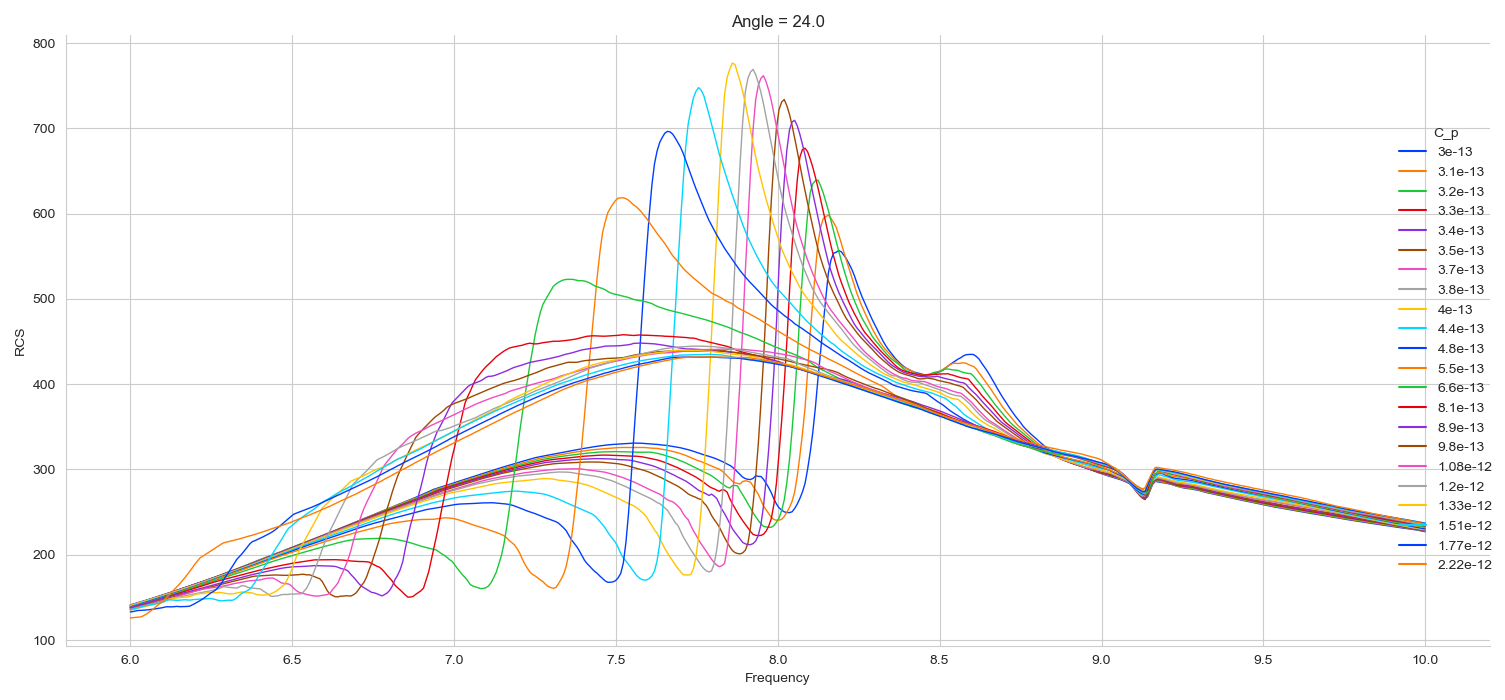 Angle = 24.0
800
700
600
500
400
300
200
100
RCS
6.0 6.5 7.0 7.5 8.0 8.5 9.0 9.5 10.0
Frequency
C_p
3e-13
3.1e-13
3.2e-13
3.3e-13
3.4e-13
3.5e-13
3.7e-13
3.8e-13
4e-13
4.4e-13
4.8e-13
5.5e-13
6.6e-13
8.1e-13
8.9e-13
9.8e-13
1.08e-12
1.2e-12
1.33e-12
1.51e-12
1.77e-12
2.22e-12